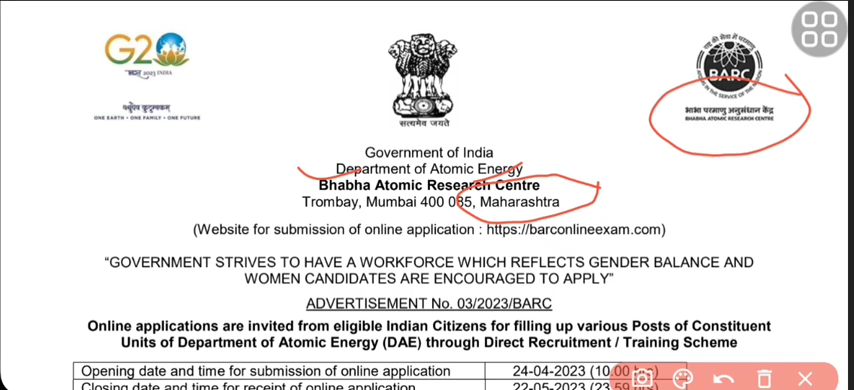 G20
भारत 2023 INDIA
वसुधैव कुटुम्बकम्
ONE EARTH • ONE FAMILY • ONE FUTURE
सत्यमेव जयते
BARC
भाभा परमाणु अनुसंधान केंद्र
BHABHA ATOMIC RESEARCH CENTRE
Government of India
Department of Atomic Energy
Bhabha Atomic Research Centre
Trombay, Mumbai 400 085, Maharashtra
(Website for submission of online application : https://barconlineexam.com)
“GOVERNMENT STRIVES TO HAVE A WORKFORCE WHICH REFLECTS GENDER BALANCE AND
WOMEN CANDIDATES ARE ENCOURAGED TO APPLY”
ADVERTISEMENT No. 03/2023/BARC
Online applications are invited from eligible Indian Citizens for filling up various Posts of Constituent
Units of Department of Atomic Energy (DAE) through Direct Recruitment / Training Scheme
Opening date and time for submission of online application 24-04-2023 (10.00
Closing date and time for receipt of online application 22-05-2023 (23.59